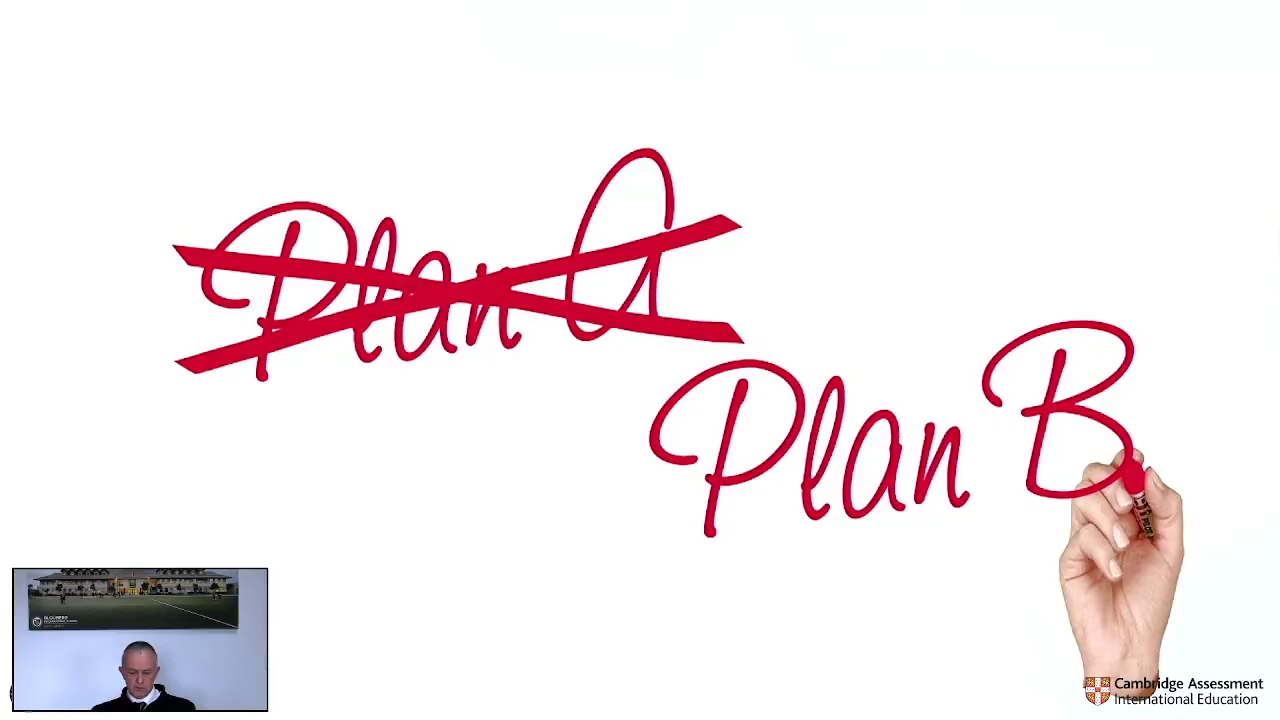 Plan A
Plan B
Cambridge Assessment
International Education